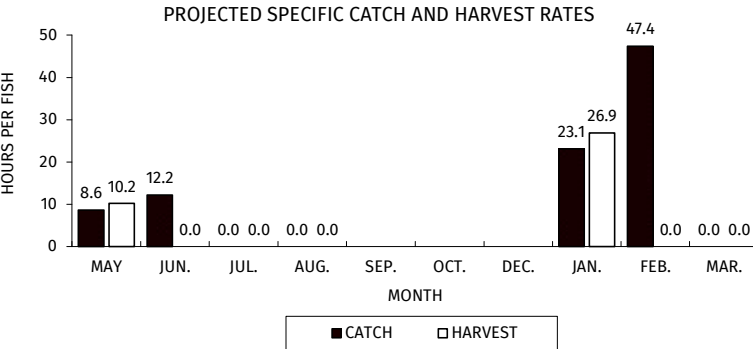 PROJECTED SPECIFIC CATCH AND HARVEST RATES
HOURS PER FISH
50
40
30
20
10
0
8.6 10.2 12.2 0.0 0.0 0.0 0.0 0.0 23.1 26.9 47.4 0.0 0.0 0.0
MAY JUN. JUL. AUG. SEP. OCT. DEC. JAN. FEB. MAR.
MONTH
CATCH HARVEST